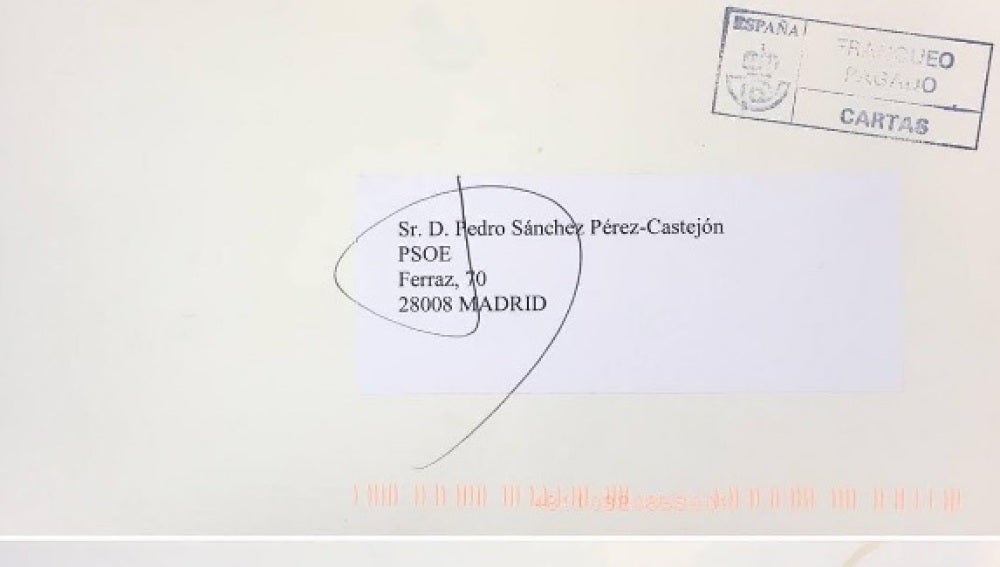 ESPAÑA
FRANQUEO
PAGADO
CARTAS
Sr. D. Pedro Sánchez Pérez-Castejón
PSOE
Ferraz, 70
28008 MADRID